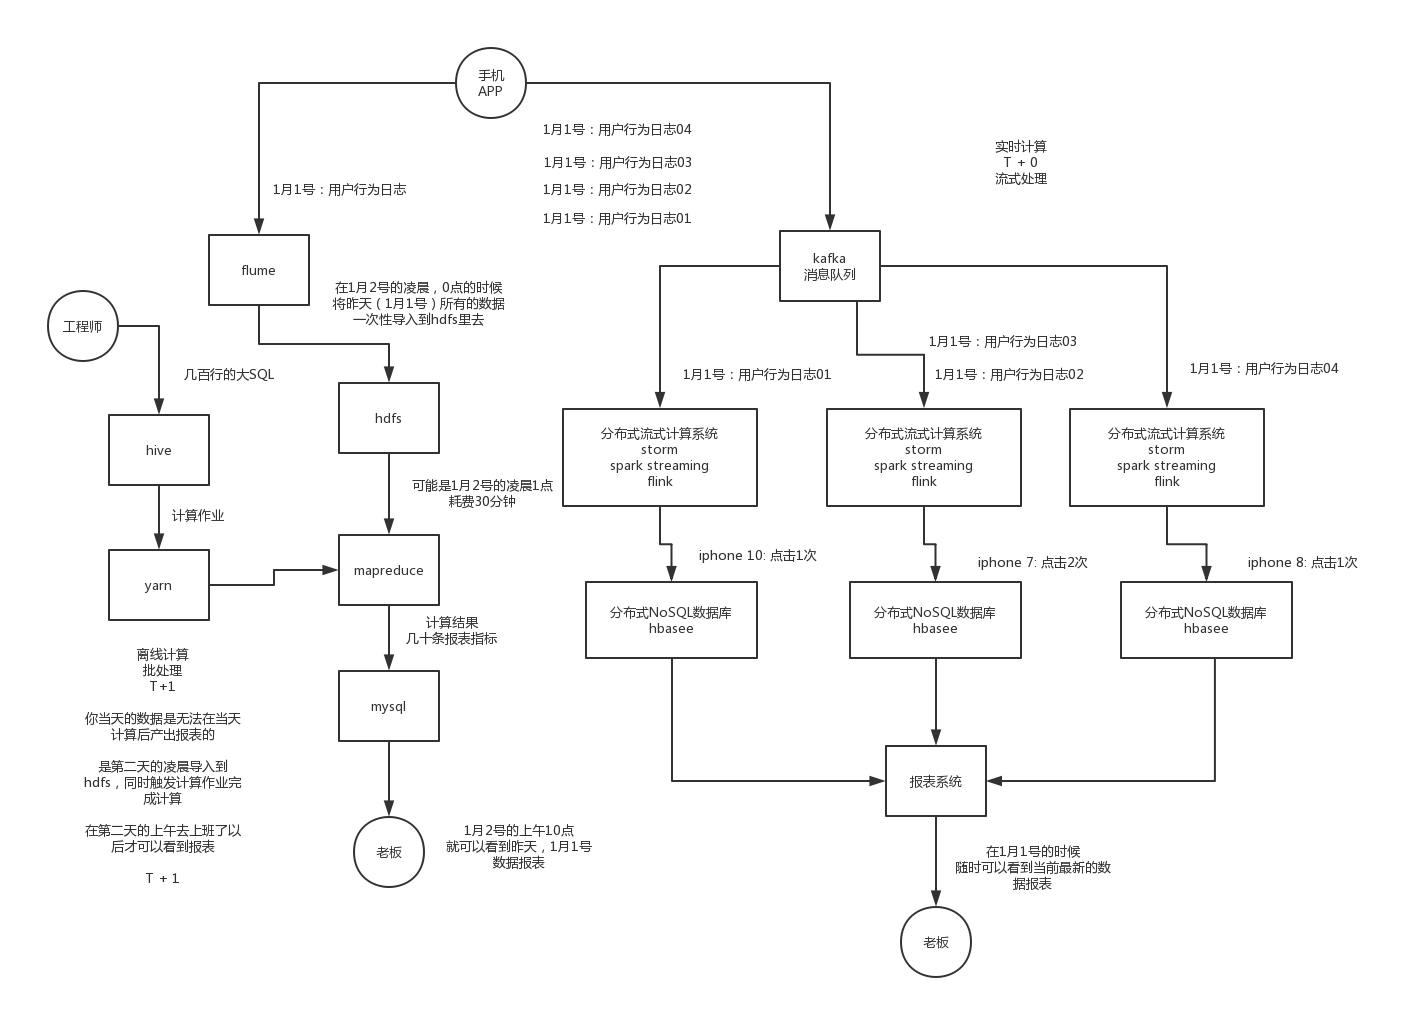 手机
APP
1月1号：用户行为日志04
1月1号：用户行为日志03
1月1号：用户行为日志02
1月1号：用户行为日志01
1月1号：用户行为日志
实时计算
T + 0
流式处理
flume
kafka
消息队列
在1月2号的凌晨，0点的时候
将昨天（1月1号）所有的数据
一次性导入到hdfs里去
工程师
几百行的大SQL
hive
计算作业
yarn
hdfs
可能是1月2号的凌晨1点
耗费30分钟
mapreduce
计算结果
几十条报表指标
mysql
老板
1月2号的上午10点
就可以看到昨天，1月1号
数据报表
离线计算
批处理
T+1
你当天的数据是无法在当天
计算后产出报表的
是第二天的凌晨导入到
hdfs，同时触发计算作业完
成计算
在第二天的上午去上班了以
后才可以看到报表
T + 1
1月1号：用户行为日志01
1月1号：用户行为日志03
1月1号：用户行为日志02
1月1号：用户行为日志04
分布式流式计算系统
storm
spark streaming
flink
分布式流式计算系统
storm
spark streaming
flink
分布式流式计算系统
storm
spark streaming
flink
iphone 10: 点击1次
iphone 7: 点击2次
iphone 8: 点击1次
分布式NoSQL数据库
hbasee
分布式NoSQL数据库
hbasee
分布式NoSQL数据库
hbasee
报表系统
在1月1号的时候
随时可以看到当前最新的数
据报表
老板